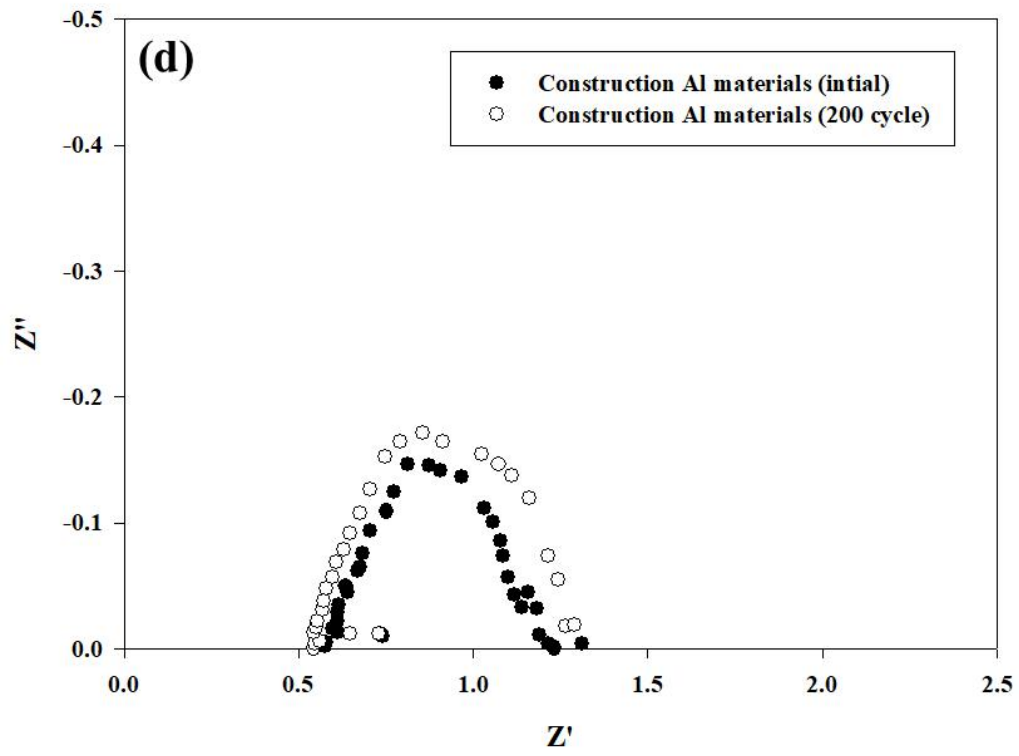 -0.5
(d)
Construction Al materials (intial)
Construction Al materials (200 cycle)
-0.4
-0.3
Z"
-0.2
-0.1
0.0
0.0 0.5 1.0 1.5 2.0 2.5
Z'